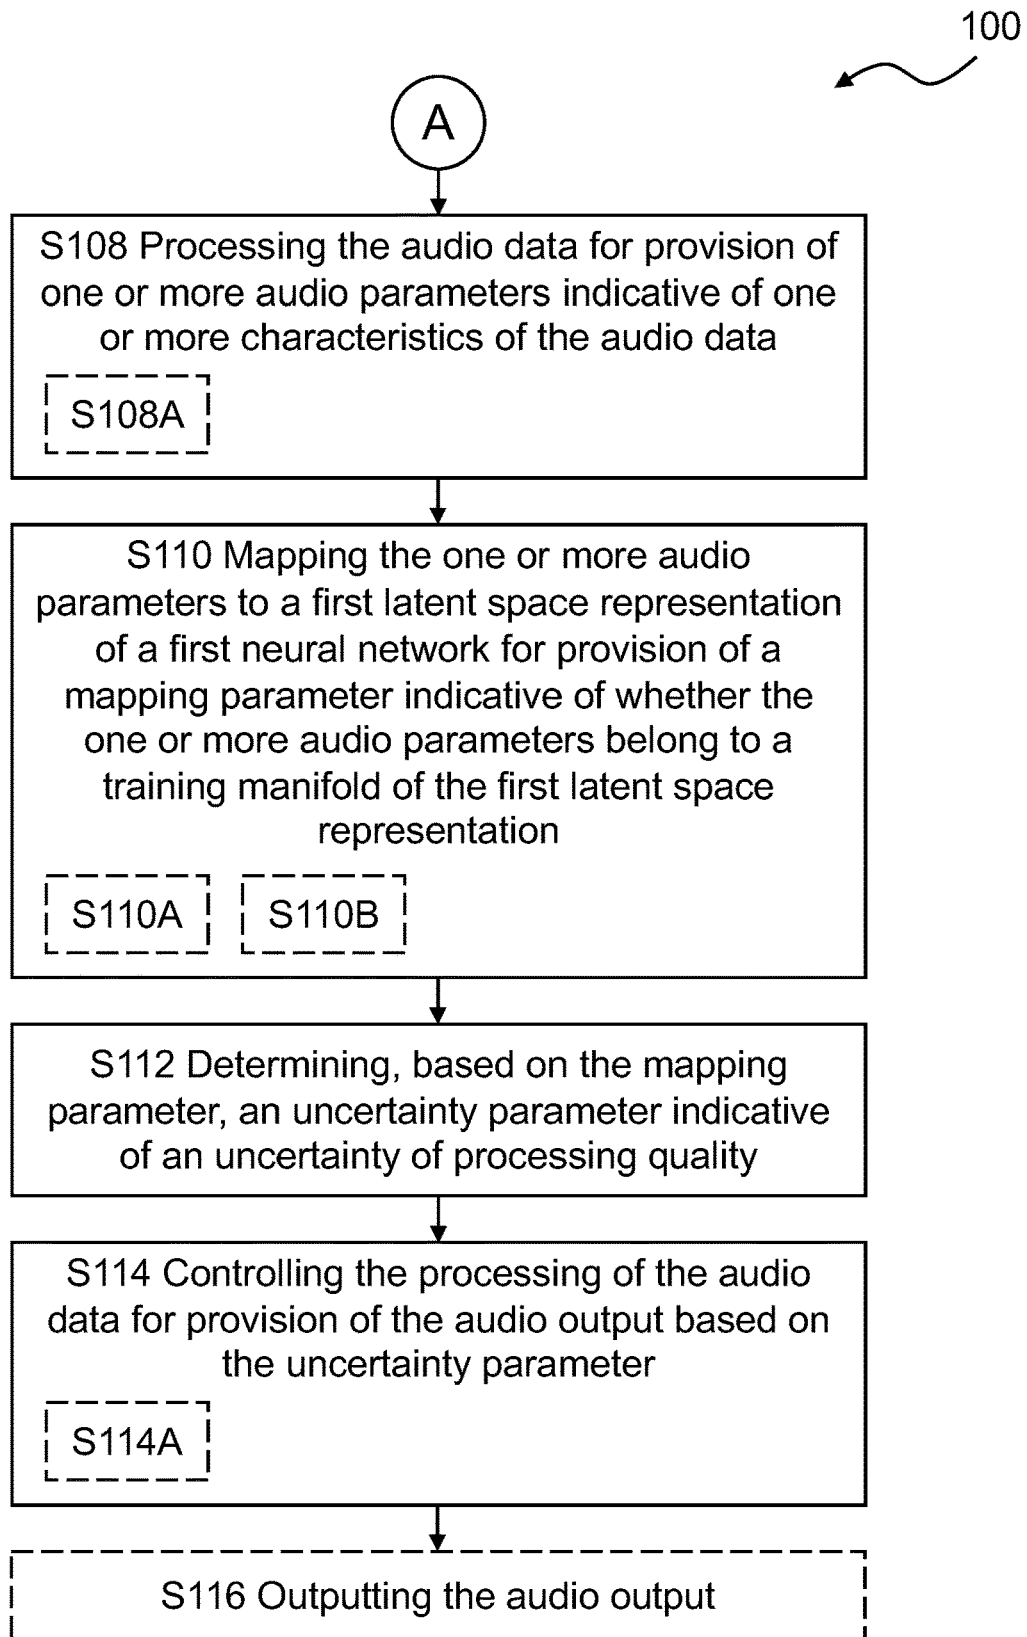 100
A
S108 Processing the audio data for provision of
one or more audio parameters indicative of one
or more characteristics of the audio data
S108A
S110 Mapping the one or more audio
parameters to a first latent space representation
of a first neural network for provision of a
mapping parameter indicative of whether the
one or more audio parameters belong to a
training manifold of the first latent space
representation
S110A S110B
S112 Determining, based on the mapping
parameter, an uncertainty parameter indicative
of an uncertainty of processing quality
S114 Controlling the processing of the audio
data for provision of the audio output based on
the uncertainty parameter
S114A
S116 Outputting the audio output